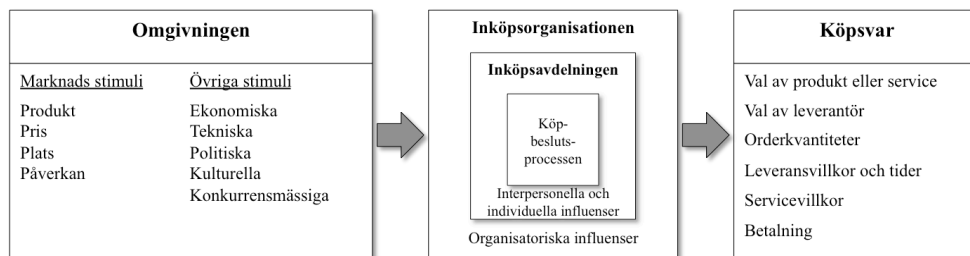 Omgivningen
Marknads stimuli
Produkt
Pris
Plats
Påverkan
Övriga stimuli
Ekonomiska
Tekniska
Politiska
Kulturella
Konkurrensmässiga
Inköpsorganisationen
Inköpsavdelningen
Köp-
besluts-
processen
Interpersonella och
individuella influenser
Organisatoriska influenser
Köpsvar
Val av produkt eller service
Val av leverantör
Orderkvantiteter
Leveransvillkor och tider
Servicevillkor
Betalning